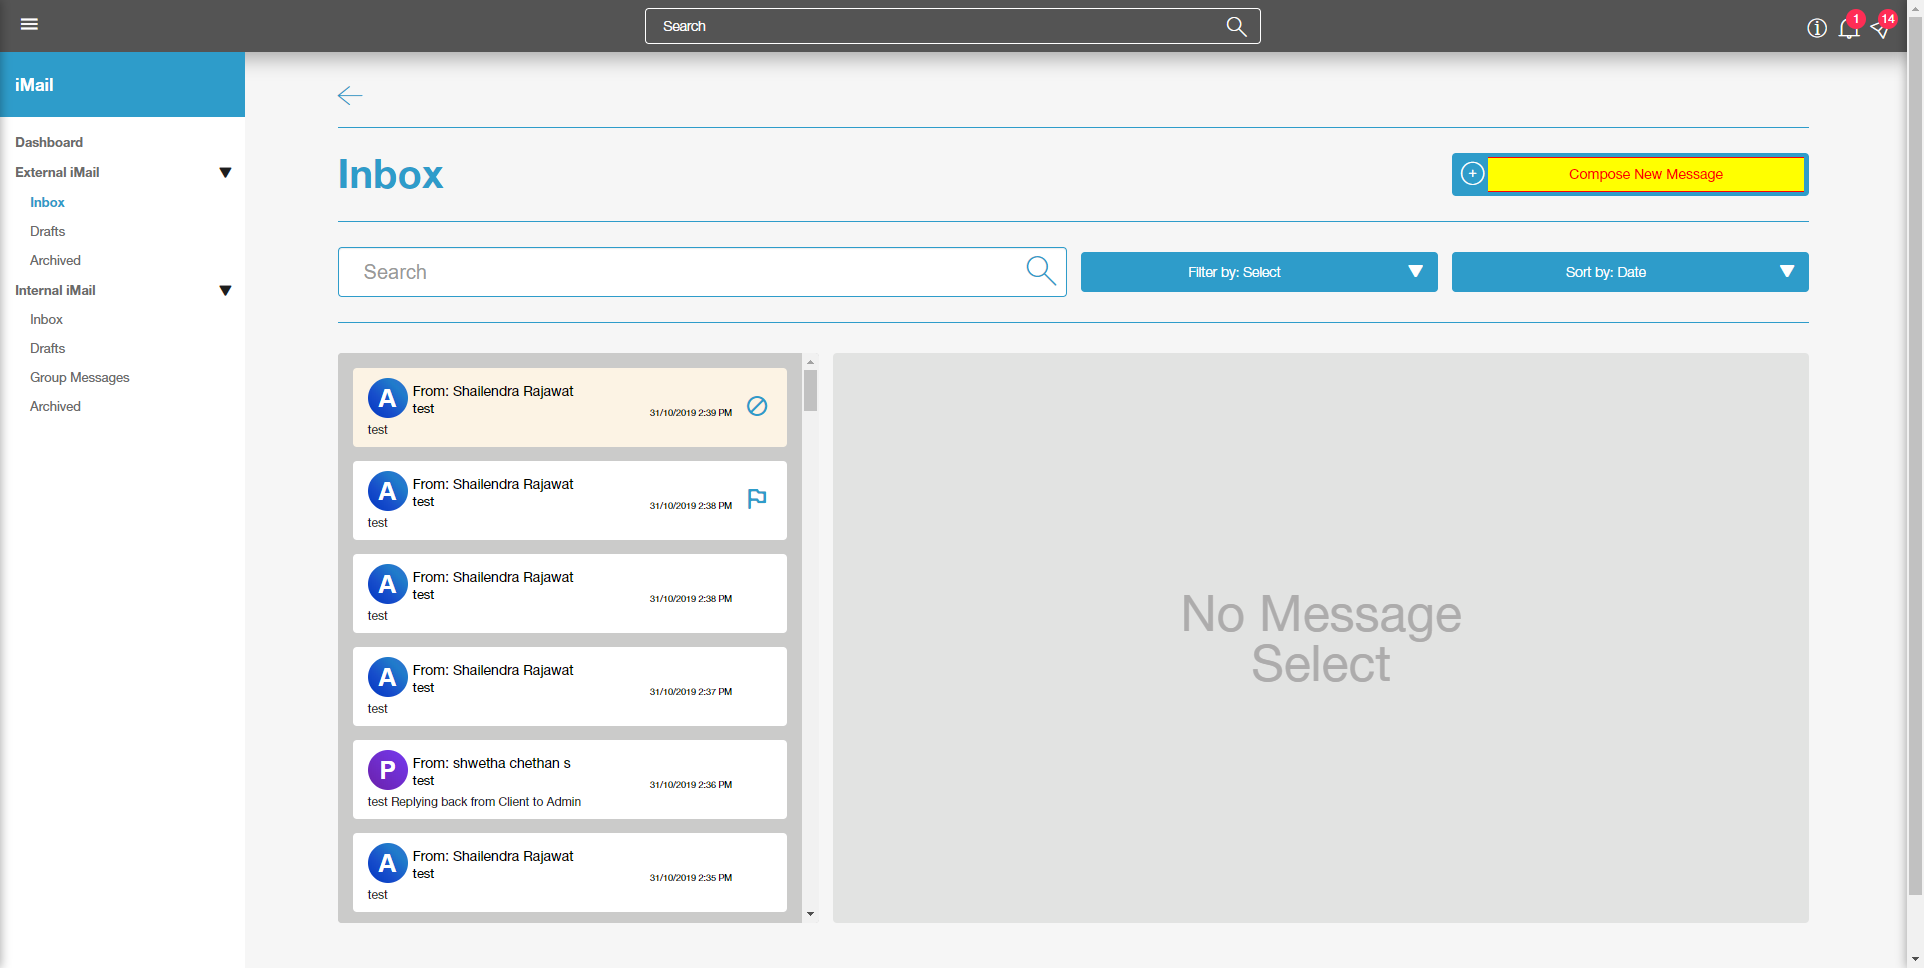 Search
1
14
iMail
Dashboard
External iMail
Inbox
Drafts
Archived
Internal iMail
Inbox
Drafts
Group Messages
Archived
Inbox
Compose New Message
Search
Filter by: Select
Sort by: Date
A
From: Shailendra Rajawat
test
31/10/2019 2:39 PM
test
A
From: Shailendra Rajawat
test
31/10/2019 2:38 PM
test
A
From: Shailendra Rajawat
test
31/10/2019 2:38 PM
test
A
From: Shailendra Rajawat
test
31/10/2019 2:37 PM
test
P
From: shwetha chethan s
test
31/10/2019 2:36 PM
test Replying back from Client to Admin
A
From: Shailendra Rajawat
test
31/10/2019 2:35 PM
test
No Message
Select